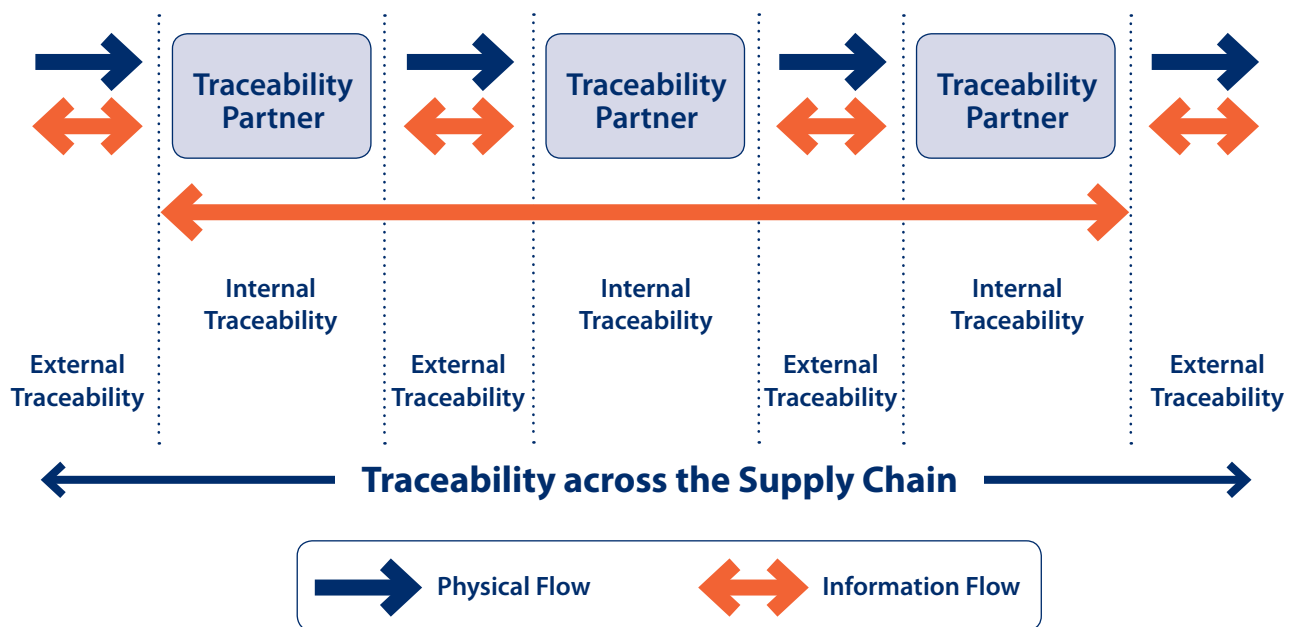 Traceability
Partner
Traceability
Partner
Traceability
Partner
Internal
Traceability
Internal
Traceability
Internal
Traceability
External
Traceability
External
Traceability
External
Traceability
External
Traceability
Traceability across the Supply Chain
Physical Flow
Information Flow